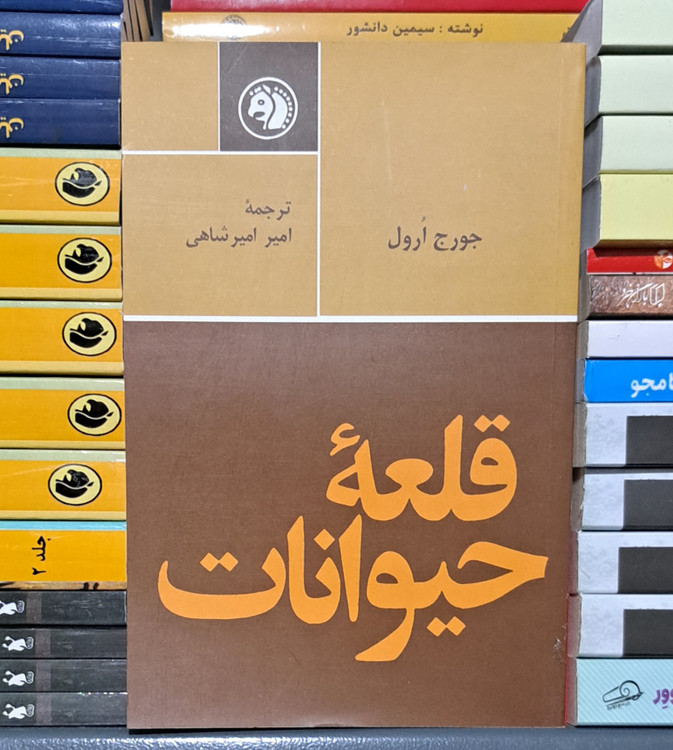 نوشته : سیمین دانشور
ترجمهٔ
امیر امیرشاهی
جورج اُرول
قلعهٔ
حیوانات
جلد ۲